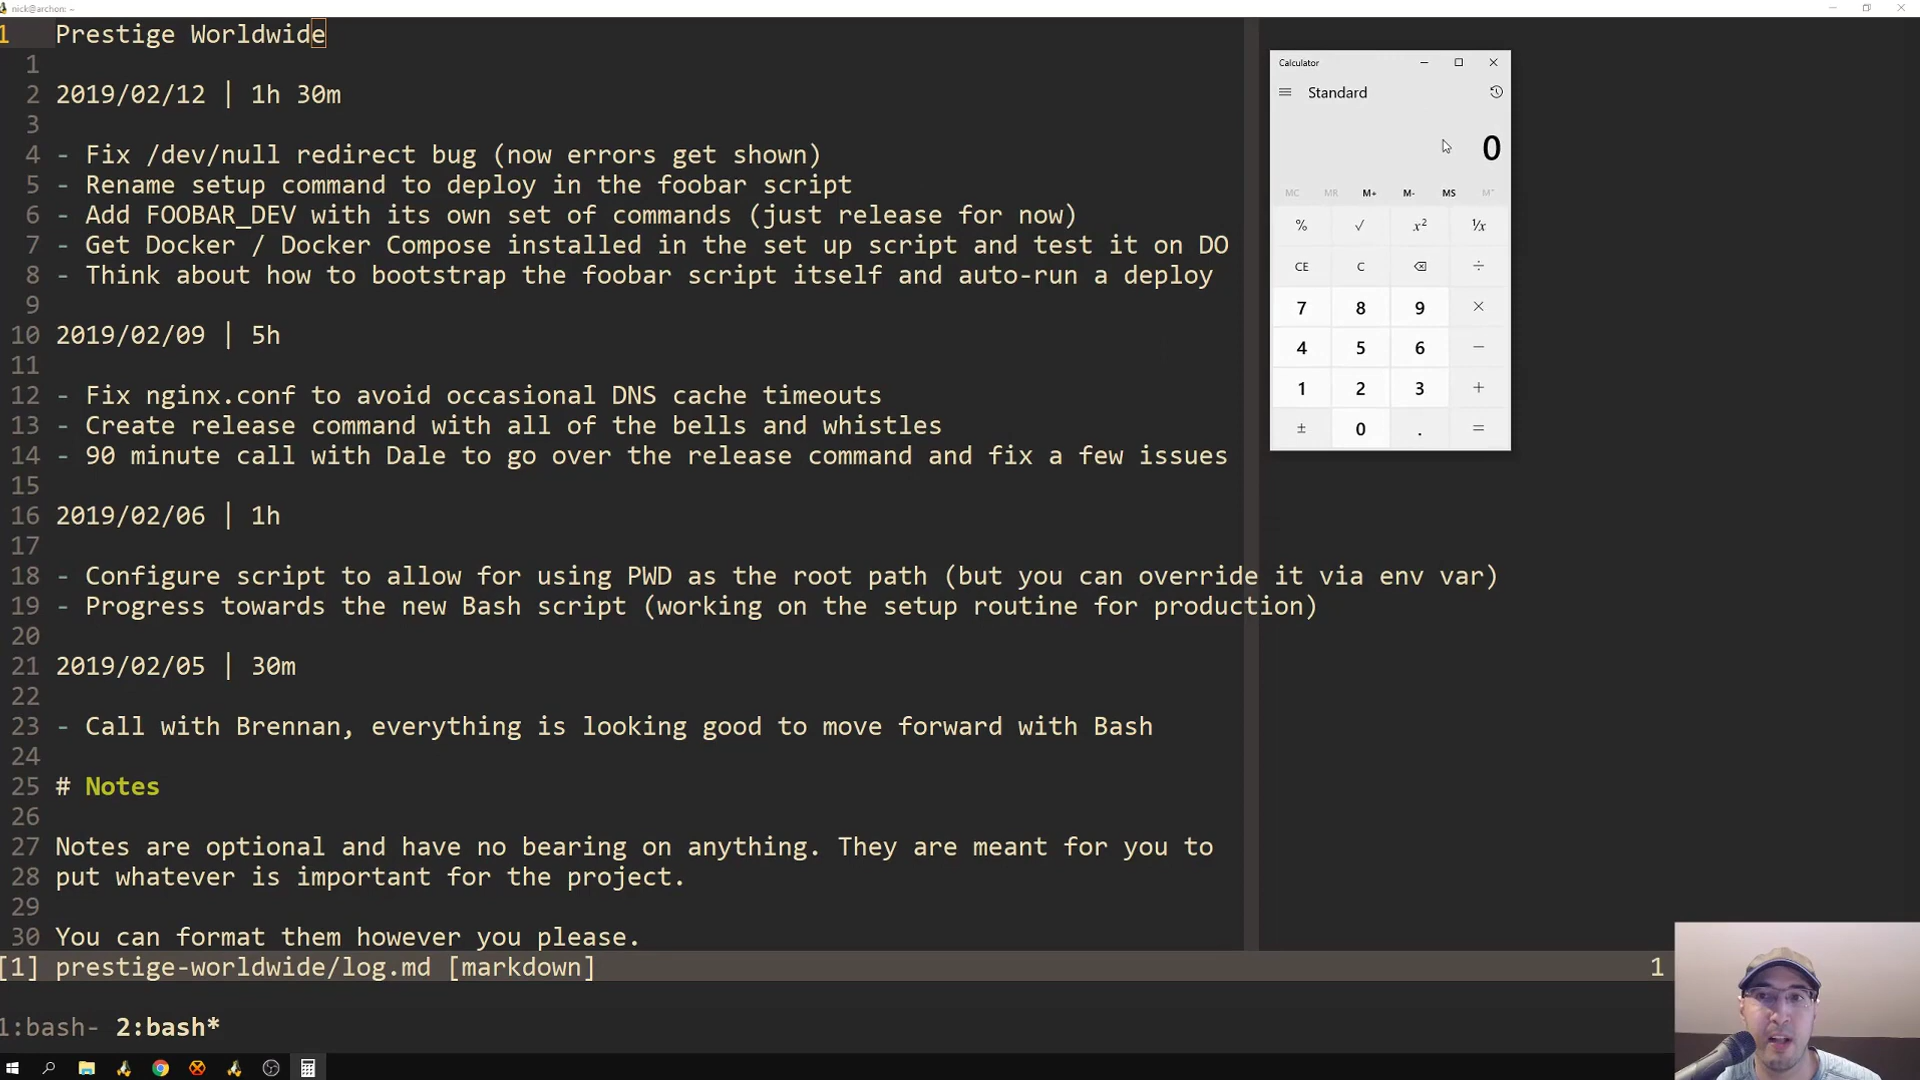 nick@archon: ~
1 Prestige Worldwide
1
2 2019/02/12 | 1h 30m
3
4 - Fix /dev/null redirect bug (now errors get shown)
5 - Rename setup command to deploy in the foobar script
6 - Add FOOBAR_DEV with its own set of commands (just release for now)
7 - Get Docker / Docker Compose installed in the set up script and test it on DO
8 - Think about how to bootstrap the foobar script itself and auto-run a deploy
9
10 2019/02/09 | 5h
11
12 - Fix nginx.conf to avoid occasional DNS cache timeouts
13 - Create release command with all of the bells and whistles
14 - 90 minute call with Dale to go over the release command and fix a few issues
15
16 2019/02/06 | 1h
17
18 - Configure script to allow for using PWD as the root path (but you can override it via env var)
19 - Progress towards the new Bash script (working on the setup routine for production)
20
21 2019/02/05 | 30m
22
23 - Call with Brennan, everything is looking good to move forward with Bash
24
25 # Notes
26
27 Notes are optional and have no bearing on anything. They are meant for you to
28 put whatever is important for the project.
29
30 You can format them however you please.
[1] prestige-worldwide/log.md [markdown] 1
1:bash- 2:bash*
Calculator
Standard
0
MC MR M+ M- MS M˅
% √ x² ¹/x
CE C ÷
7 8 9 ×
4 5 6 −
1 2 3 +
± 0 . =